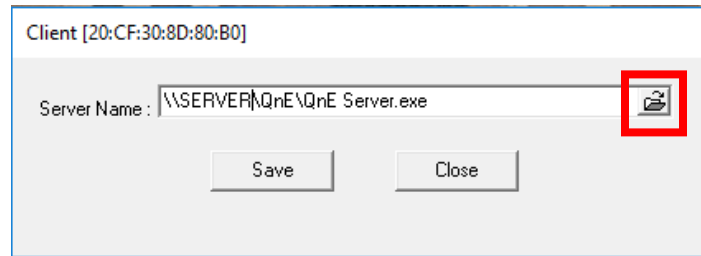 Client [20:CF:30:8D:80:B0]
Server Name : \\SERVER\QnE\QnE Server.exe
Save Close